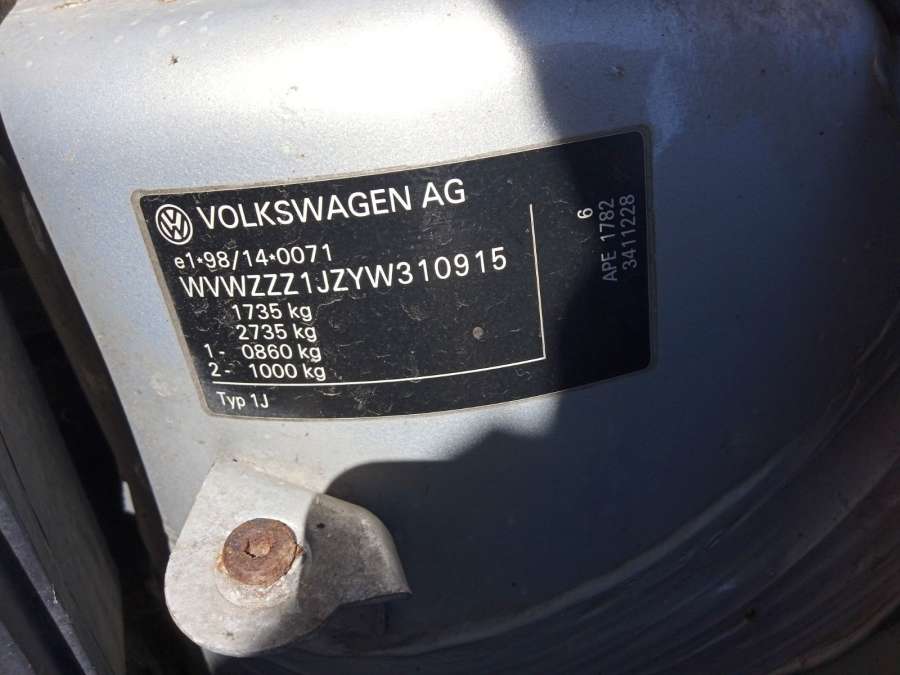 VOLKSWAGEN AG
e1*98/14*0071
WVWZZZ1JZYW310915
1735 kg
2735 kg
1- 0860 kg
2- 1000 kg
Typ 1J
6
APE 1782
3411228